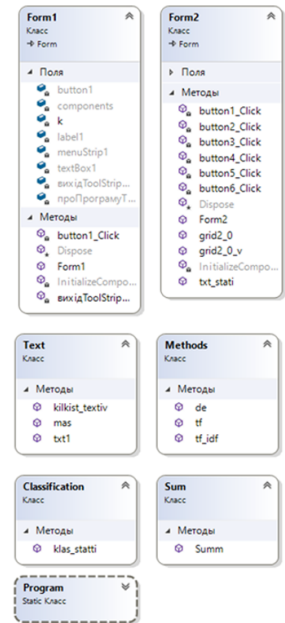 Form1
Класс
Form
Поля
button1
components
k
label1
menuStrip1
textBox1
вихідToolStrip...
проПрограмуТ...
Методы
button1_Click
Dispose
Form1
InitializeCompo...
вихідToolStrip...
Form2
Класс
Form
Поля
Методы
button1_Click
button2_Click
button3_Click
button4_Click
button5_Click
button6_Click
Dispose
Form2
grid2_0
grid2_0_v
InitializeCompo...
txt_stati
Text
Класс
Методы
kilkist_textiv
mas
txt1
Methods
Класс
Методы
de
tf
tf_idf
Classification
Класс
Методы
klas_statti
Sum
Класс
Методы
Summ
Program
Static Класс